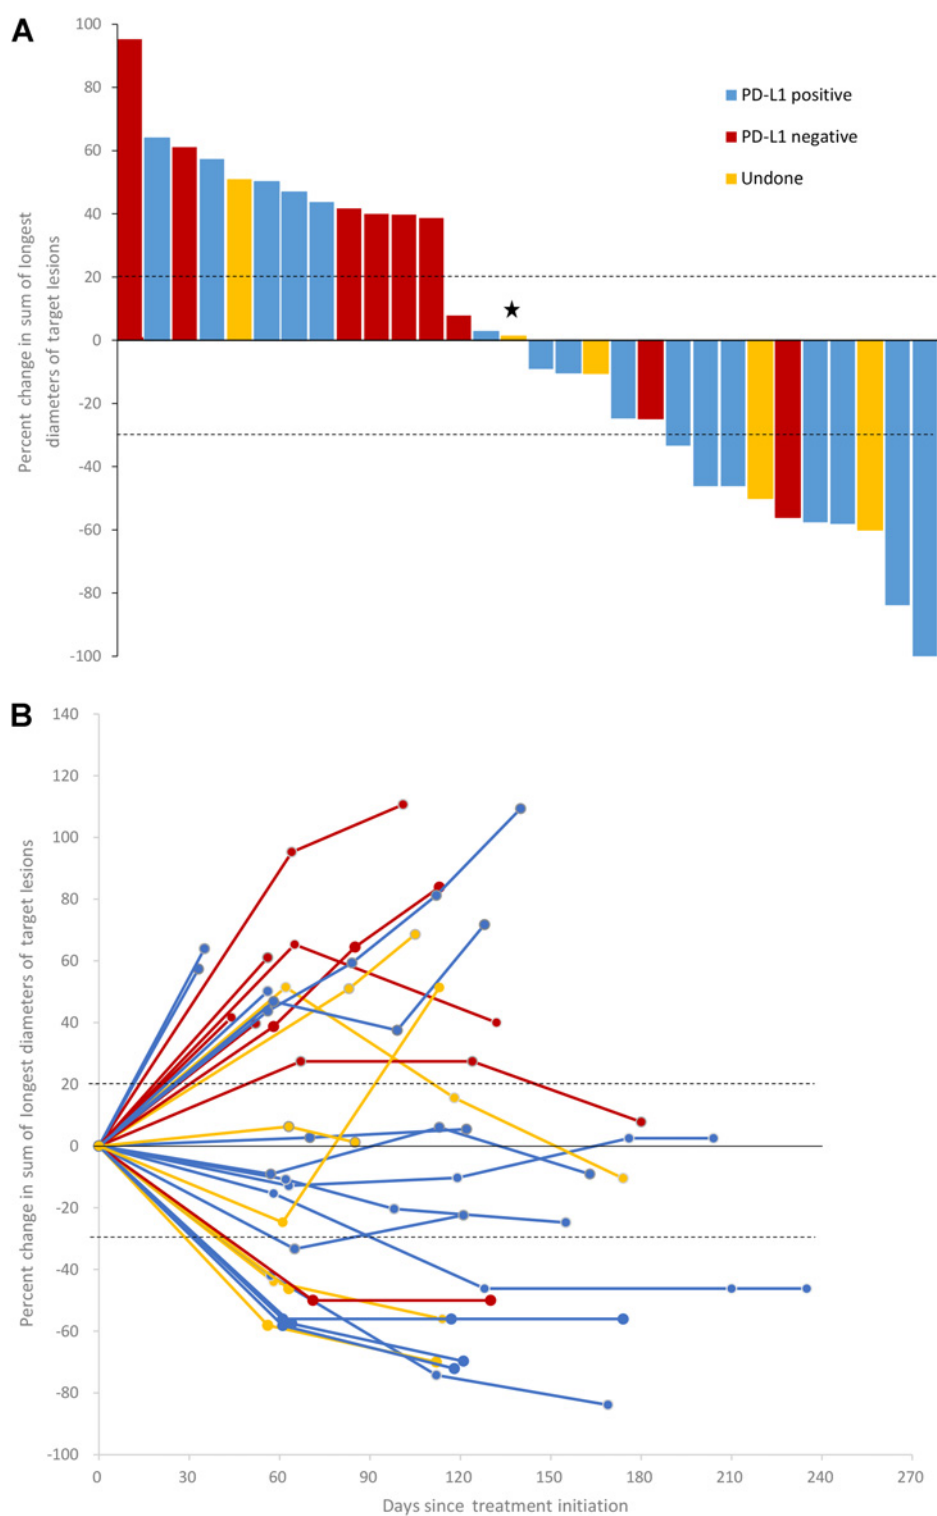 A
100
80
60
40
20
0
-20
-40
-60
-80
-100
Percent change in sum of longest
diameters of target lesions
PD-L1 positive
PD-L1 negative
Undone
B
140
120
100
80
60
40
20
0
-20
-40
-60
-80
-100
Percent change in sum of longest diameters of target lesions
0 30 60 90 120 150 180 210 240 270
Days since treatment initiation